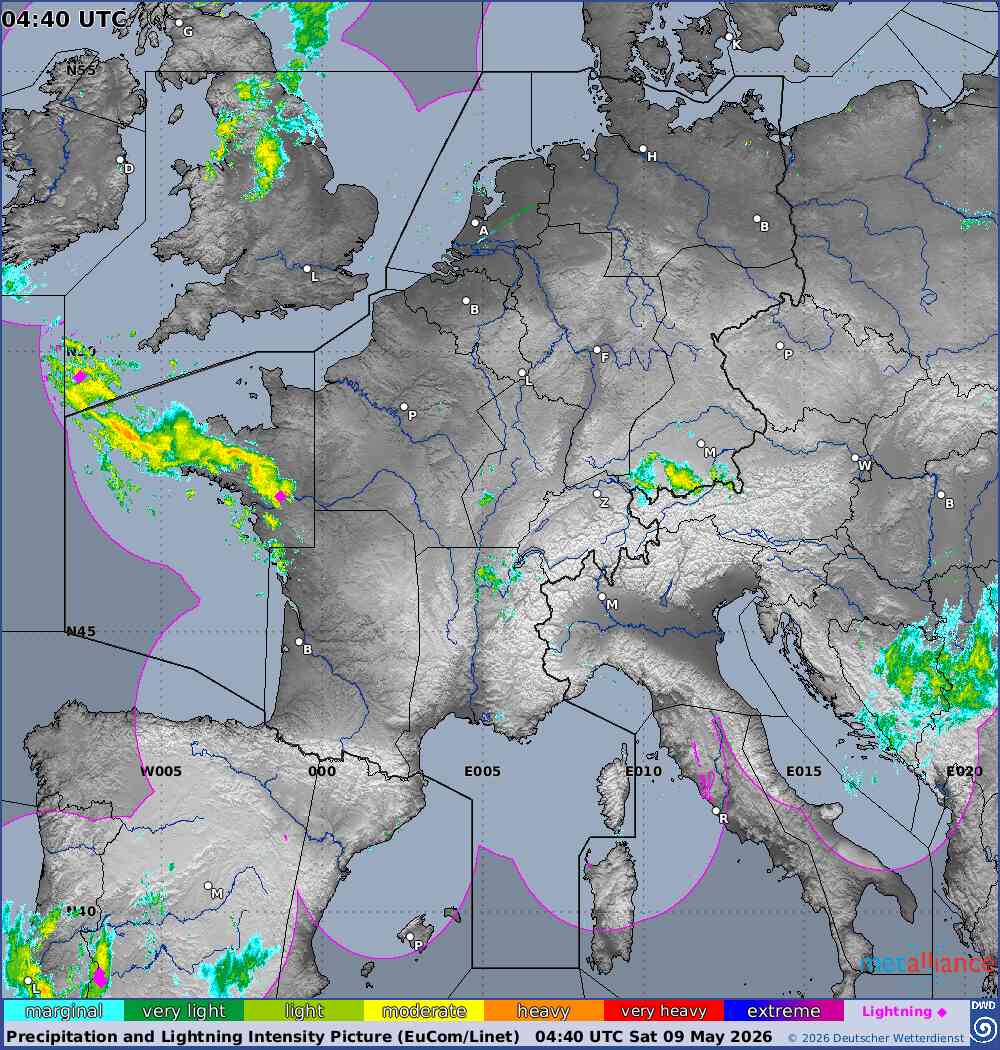 04:40 UTC
G
K
N55
D
H
A
B
L
B
N50
P
F
P
L
M
W
Z
B
M
N45
B
W005
000
E005
E010
E015
E020
R
M
N40
P
L
metalliance
marginal
very light
light
moderate
heavy
very heavy
extreme
Lightning
DWD
Precipitation and Lightning Intensity Picture (EuCom/Linet) 04:40 UTC Sat 09 May 2026 © 2026 Deutscher Wetterdienst